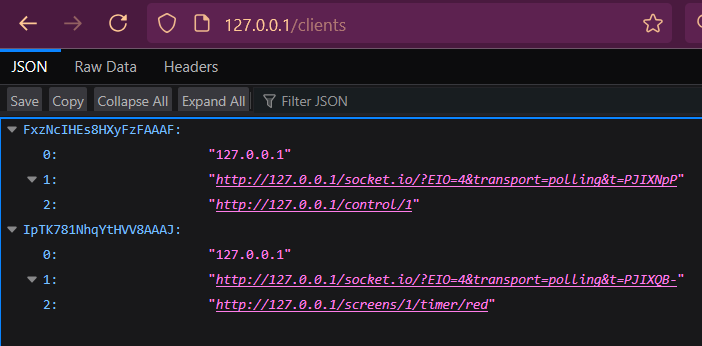 127.0.0.1/clients
JSON Raw Data Headers
Save Copy Collapse All Expand All Filter JSON
FxzNcIHEs8HXyFzFAAAF:
0: "127.0.0.1"
1: "http://127.0.0.1/socket.io/?EIO=4&transport=polling&t=PJIXNpP"
2: "http://127.0.0.1/control/1"
IpTK781NhqYtHVV8AAAJ:
0: "127.0.0.1"
1: "http://127.0.0.1/socket.io/?EIO=4&transport=polling&t=PJIXQB-"
2: "http://127.0.0.1/screens/1/timer/red"